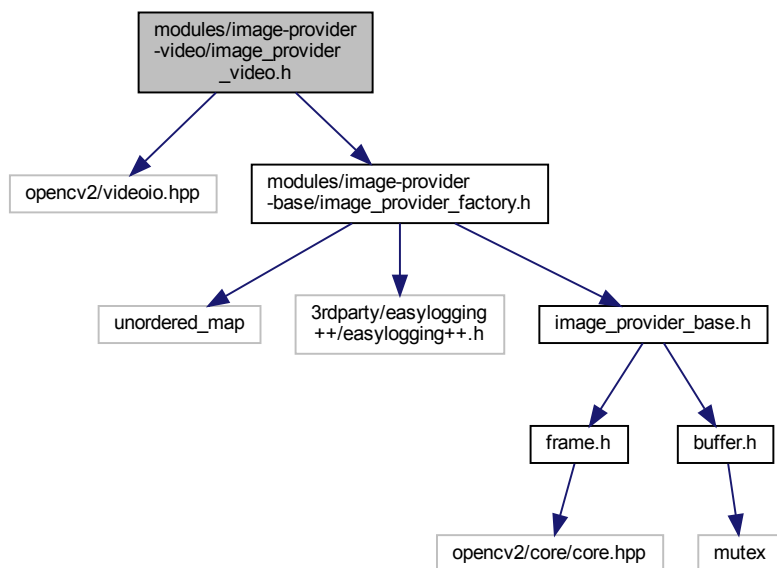 modules/image-provider
-video/image_provider
_video.h
opencv2/videoio.hpp
modules/image-provider
-base/image_provider_factory.h
unordered_map
3rdparty/easylogging
++/easylogging++.h
image_provider_base.h
frame.h
buffer.h
opencv2/core/core.hpp
mutex